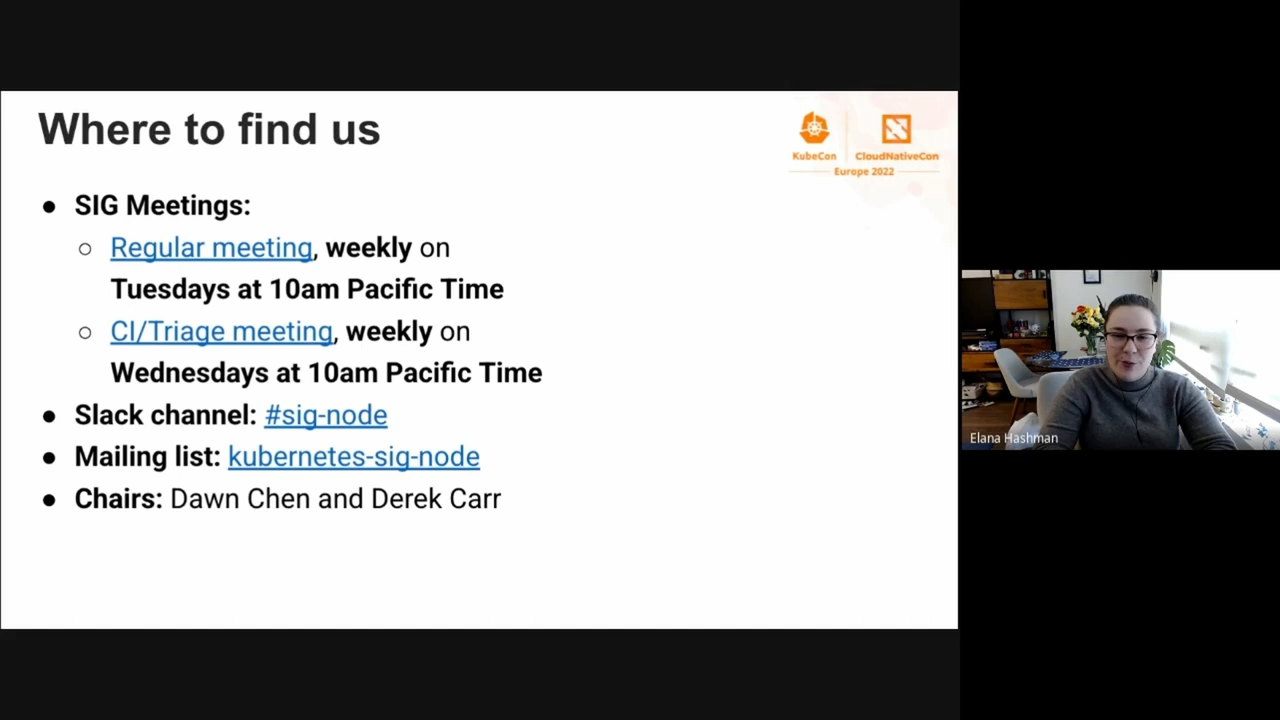 Where to find us
KubeCon
CloudNativeCon
Europe 2022
● SIG Meetings:
○ Regular meeting, weekly on
Tuesdays at 10am Pacific Time
○ CI/Triage meeting, weekly on
Wednesdays at 10am Pacific Time
● Slack channel: #sig-node
● Mailing list: kubernetes-sig-node
● Chairs: Dawn Chen and Derek Carr
Elana Hashman